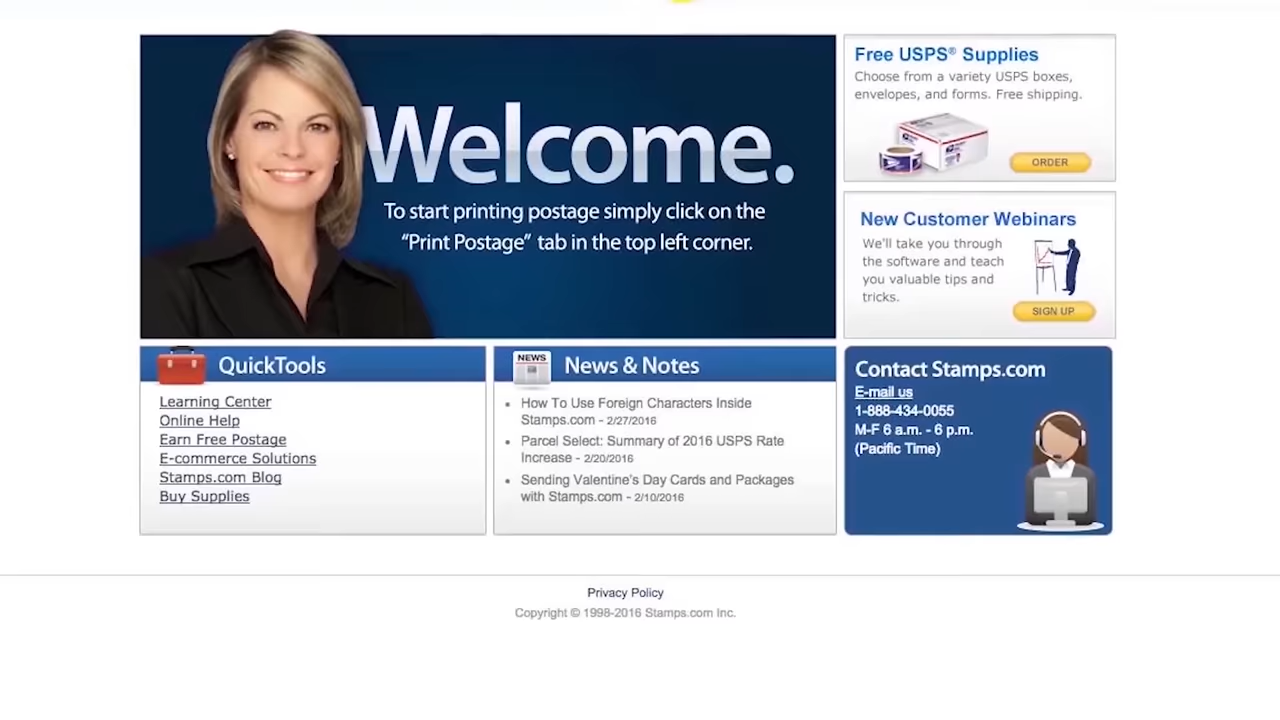 Welcome.
To start printing postage simply click on the
“Print Postage” tab in the top left corner.
Free USPS® Supplies
Choose from a variety USPS boxes,
envelopes, and forms. Free shipping.
ORDER
New Customer Webinars
We'll take you through
the software and teach
you valuable tips and
tricks.
SIGN UP
QuickTools
Learning Center
Online Help
Earn Free Postage
E-commerce Solutions
Stamps.com Blog
Buy Supplies
NEWS
News & Notes
How To Use Foreign Characters Inside
Stamps.com - 2/27/2016
Parcel Select: Summary of 2016 USPS Rate
Increase - 2/20/2016
Sending Valentine's Day Cards and Packages
with Stamps.com - 2/10/2016
Contact Stamps.com
E-mail us
1-888-434-0055
M-F 6 a.m. - 6 p.m.
(Pacific Time)
Privacy Policy
Copyright © 1998-2016 Stamps.com Inc.